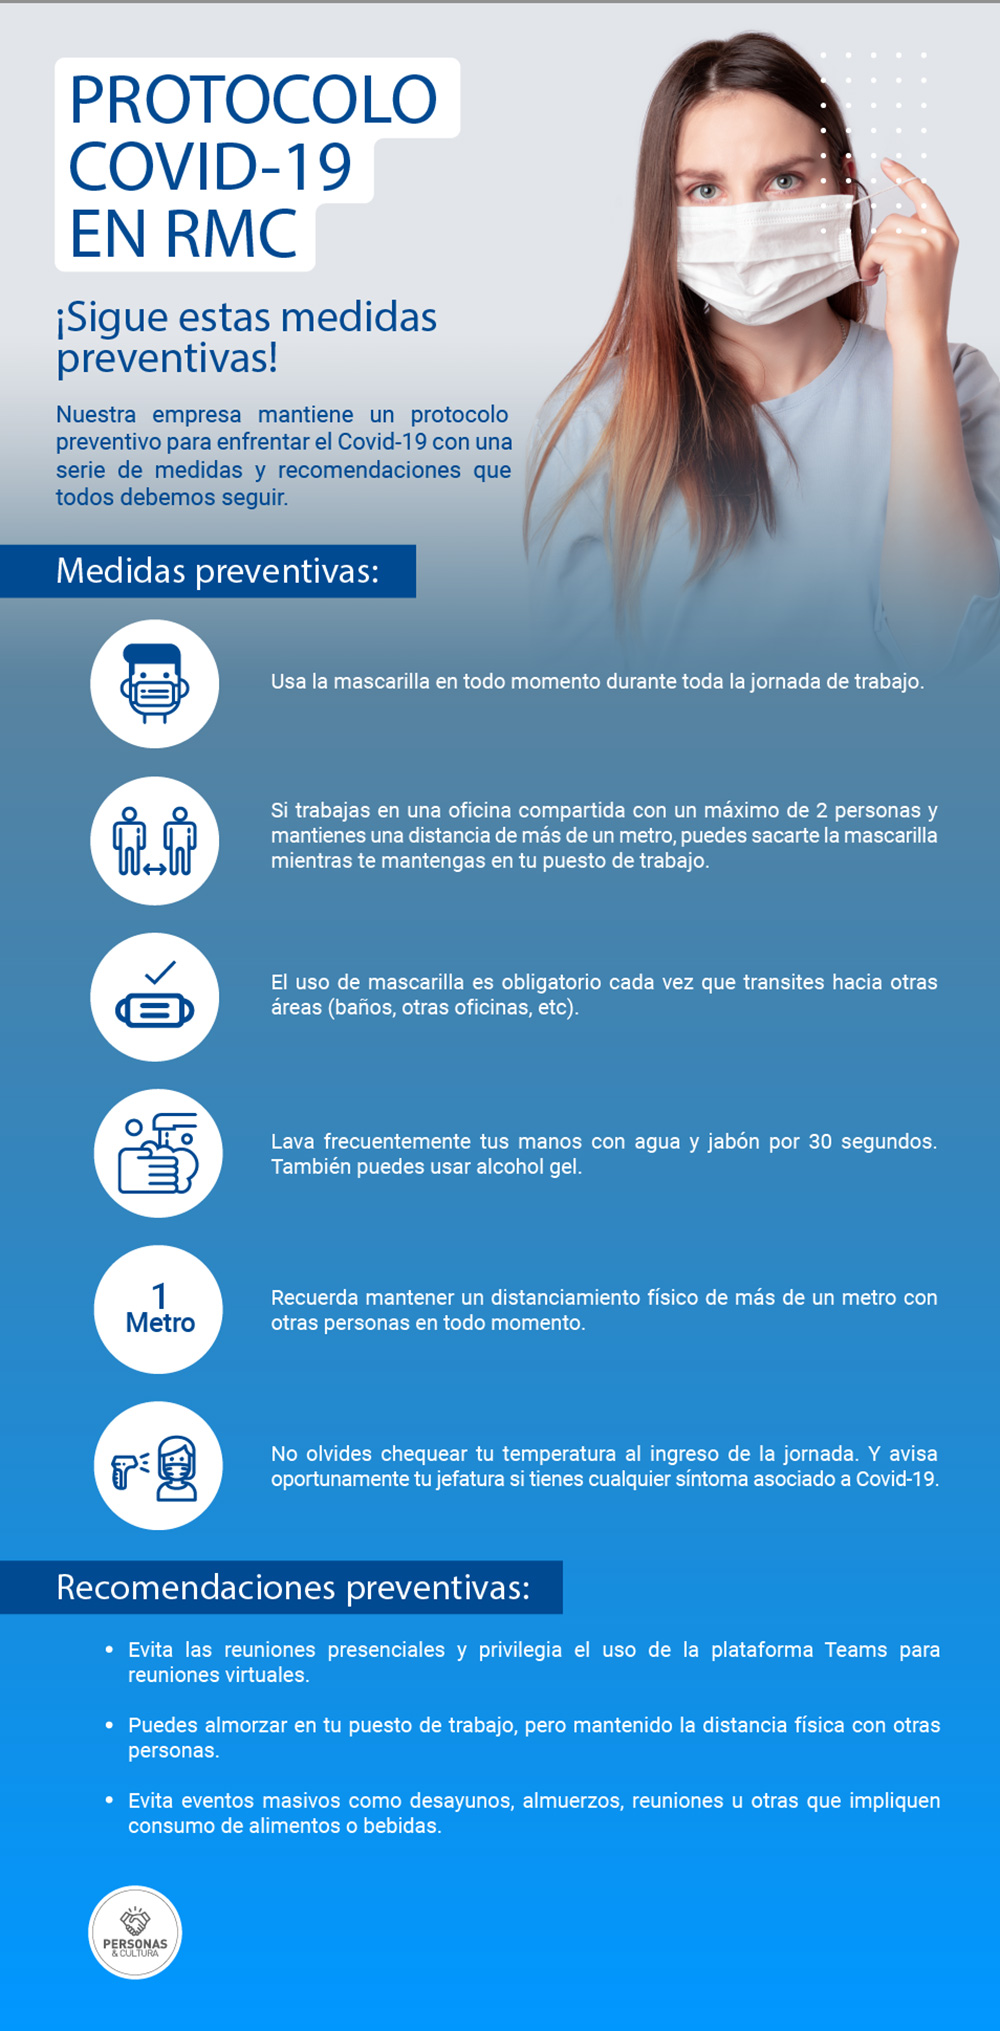 PROTOCOLO
COVID-19
EN RMC
¡Sigue estas medidas
preventivas!
Nuestra empresa mantiene un protocolo
preventivo para enfrentar el Covid-19 con una
serie de medidas y recomendaciones que
todos debemos seguir.
Medidas preventivas:
Usa la mascarilla en todo momento durante toda la jornada de trabajo.
Si trabajas en una oficina compartida con un máximo de 2 personas y
mantienes una distancia de más de un metro, puedes sacarte la mascarilla
mientras te mantengas en tu puesto de trabajo.
El uso de mascarilla es obligatorio cada vez que transites hacia otras
áreas (baños, otras oficinas, etc).
Lava frecuentemente tus manos con agua y jabón por 30 segundos.
También puedes usar alcohol gel.
1
Metro
Recuerda mantener un distanciamiento físico de más de un metro con
otras personas en todo momento.
No olvides chequear tu temperatura al ingreso de la jornada. Y avisa
oportunamente tu jefatura si tienes cualquier síntoma asociado a Covid-19.
Recomendaciones preventivas:
• Evita las reuniones presenciales y privilegia el uso de la plataforma Teams para
reuniones virtuales.
• Puedes almorzar en tu puesto de trabajo, pero mantenido la distancia física con otras
personas.
• Evita eventos masivos como desayunos, almuerzos, reuniones u otras que impliquen
consumo de alimentos o bebidas.
PERSONAS
& CULTURA